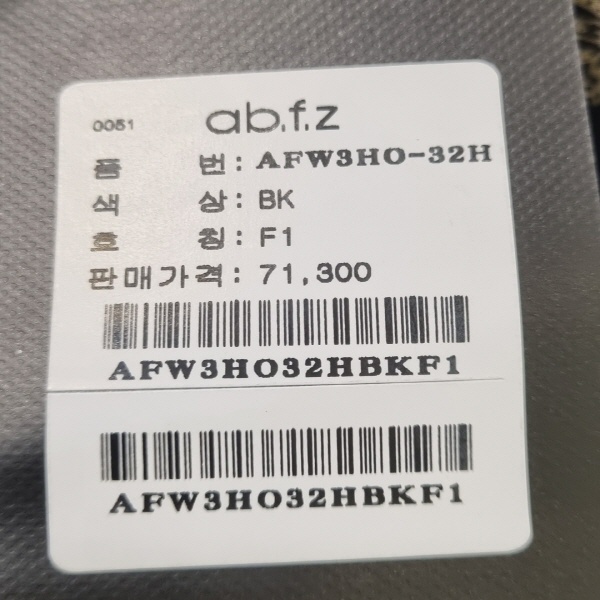 0051 ab.f.z
품 번: AFW3HO-32H
색 상: BK
호 칭: F1
판매가격: 71,300
AFW3HO32HBKF1
AFW3HO32HBKF1